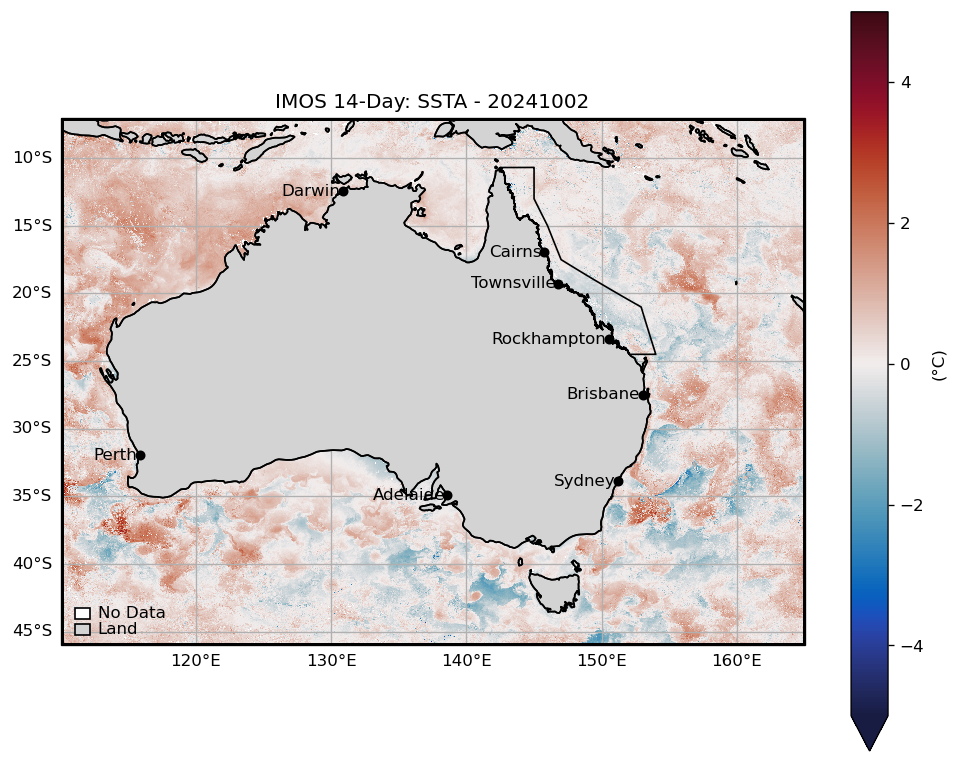 IMOS 14-Day: SSTA - 20241002
10°S
15°S
20°S
25°S
30°S
35°S
40°S
45°S
Darwin
Cairns
Townsville
Rockhampton
Brisbane
Perth
Sydney
Adelaide
No Data
Land
120°E 130°E 140°E 150°E 160°E
4
2
0
−2
−4
(°C)